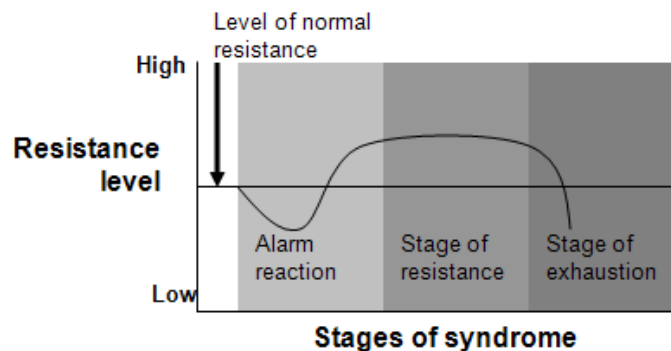 Level of normal
resistance
High
Resistance
level
Alarm
reaction
Stage of
resistance
Stage of
exhaustion
Low
Stages of syndrome